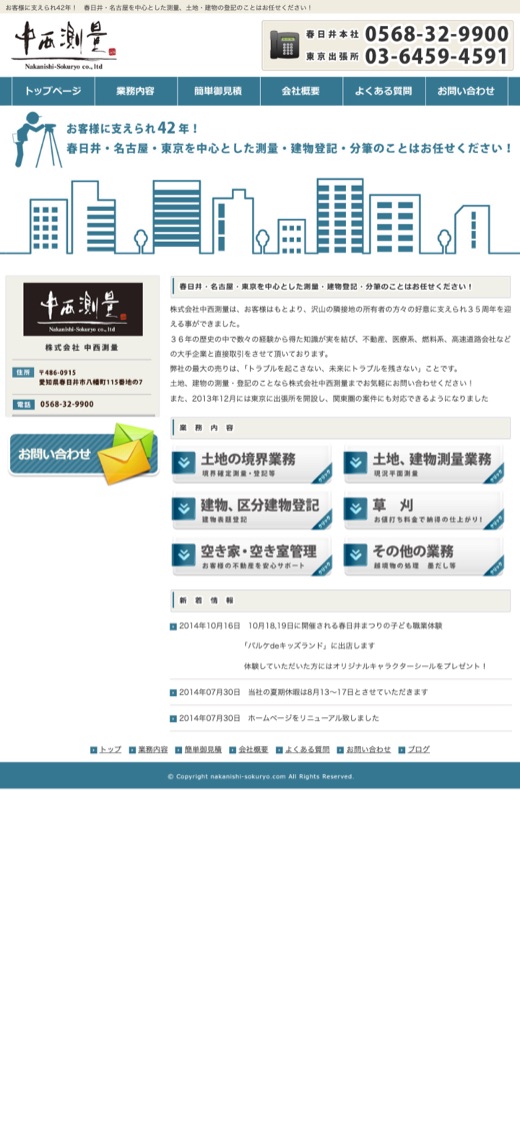 お客様に支えられ42年！　春日井・名古屋を中心とした測量、土地・建物の登記のことはお任せください！
中西測量
Nakanishi-Sokuryo co.,ltd
春日井本社 0568-32-9900
東京出張所 03-6459-4591
トップページ 業務内容 簡単御見積 会社概要 よくある質問 お問い合わせ
お客様に支えられ 42 年！
春日井・名古屋・東京を中心とした測量・建物登記・分筆のことはお任せください！
中西測量
Nakanishi-Sokuryo co.,ltd
株式会社 中西測量
住所 〒486-0915
愛知県春日井市八幡町115番地の7
電話 0568-32-9900
お問い合わせ
春日井・名古屋・東京を中心とした測量・建物登記・分筆のことはお任せください！
株式会社中西測量は、お客様はもとより、沢山の隣接地の所有者の方々の好意に支えられ３５周年を迎
える事ができました。
３６年の歴史の中で数々の経験から得た知識が実を結び、不動産、医療系、燃料系、高速道路会社など
の大手企業と直接取引をさせて頂いております。
弊社の最大の売りは、「トラブルを起こさない、未来にトラブルを残さない」ことです。
土地、建物の測量・登記のことなら株式会社中西測量までお気軽にお問い合わせください！
また、2013年12月には東京に出張所を開設し、関東圏の案件にも対応できるようになりました
業 務 内 容
土地の境界業務
境界確定測量・登記等
クリック
土地、建物測量業務
現況平面測量
クリック
建物、区分建物登記
建物表題登記
クリック
草 刈
お値打ち料金で納得の仕上がり！
クリック
空き家・空き室管理
お客様の不動産を安心サポート
クリック
その他の業務
越境物の処理　墨だし等
クリック
新 着 情 報
2014年10月16日 10月18,19日に開催される春日井まつりの子ども職業体験
「パルケdeキッズランド」に出店します
体験していただいた方にはオリジナルキャラクターシールをプレゼント！
2014年07月30日 当社の夏期休暇は8月13〜17日とさせていただきます
2014年07月30日 ホームページをリニューアル致しました
トップ 業務内容 簡単御見積 会社概要 よくある質問 お問い合わせ ブログ
© Copyright nakanishi-sokuryo.com All Rights Reserved.